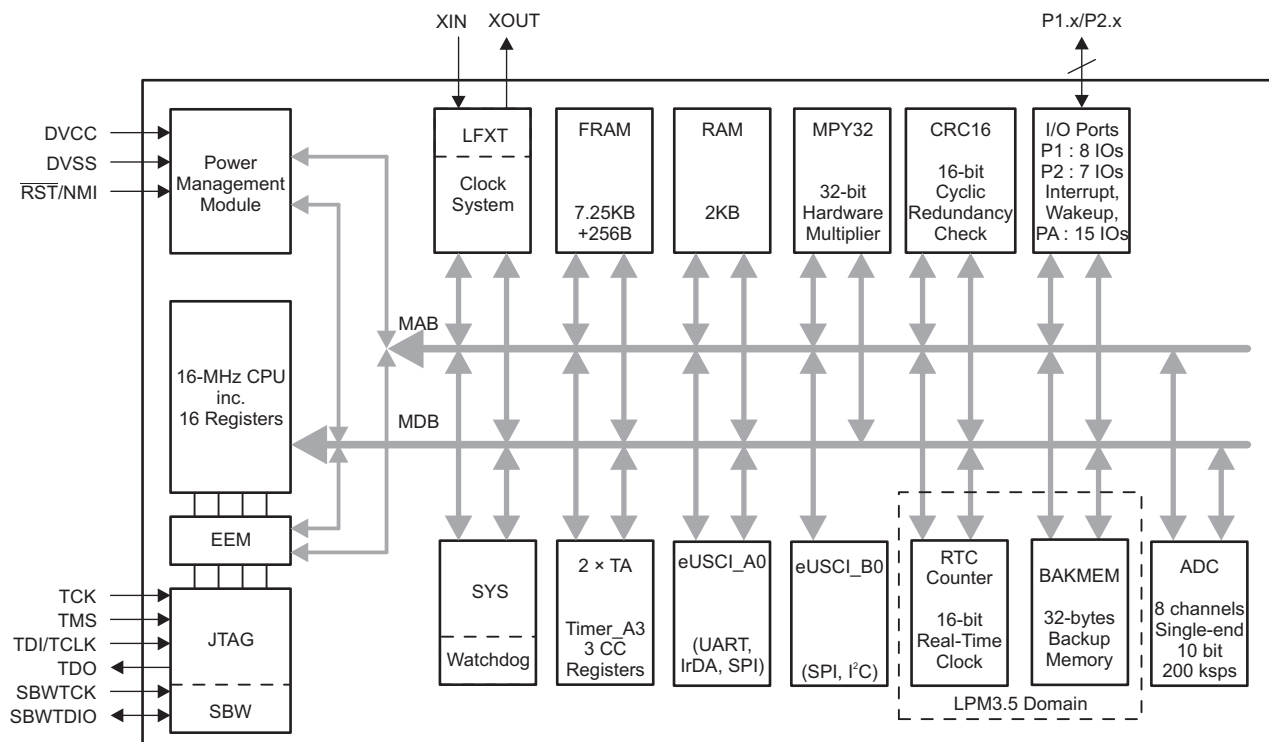 XIN
XOUT
P1.x/P2.x
DVCC
DVSS
RST/NMI
Power
Management
Module
LFXT
Clock
System
FRAM
7.25KB
+256B
RAM
2KB
MPY32
32-bit
Hardware
Multiplier
CRC16
16-bit
Cyclic
Redundancy
Check
I/O Ports
P1 : 8 IOs
P2 : 7 IOs
Interrupt,
Wakeup,
PA : 15 IOs
MAB
16-MHz CPU
inc.
16 Registers
MDB
EEM
TCK
TMS
TDI/TCLK
TDO
SBWTCK
SBWTDIO
JTAG
SBW
SYS
Watchdog
2 × TA
Timer_A3
3 CC
Registers
eUSCI_A0
(UART,
IrDA, SPI)
eUSCI_B0
(SPI, I²C)
RTC
Counter
16-bit
Real-Time
Clock
BAKMEM
32-bytes
Backup
Memory
LPM3.5 Domain
ADC
8 channels
Single-end
10 bit
200 ksps